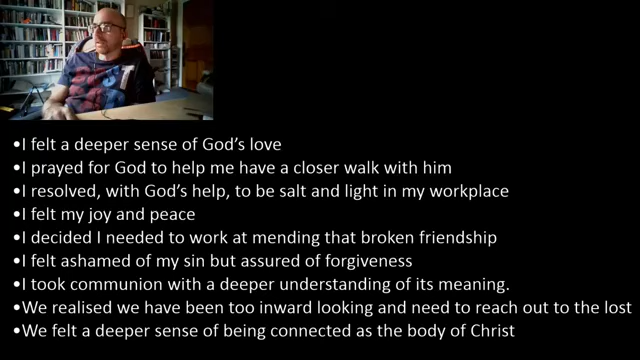 •I felt a deeper sense of God's love
•I prayed for God to help me have a closer walk with him
•I resolved, with God's help, to be salt and light in my workplace
•I felt my joy and peace
•I decided I needed to work at mending that broken friendship
•I felt ashamed of my sin but assured of forgiveness
•I took communion with a deeper understanding of its meaning.
•We realised we have been too inward looking and need to reach out to the lost
•We felt a deeper sense of being connected as the body of Christ